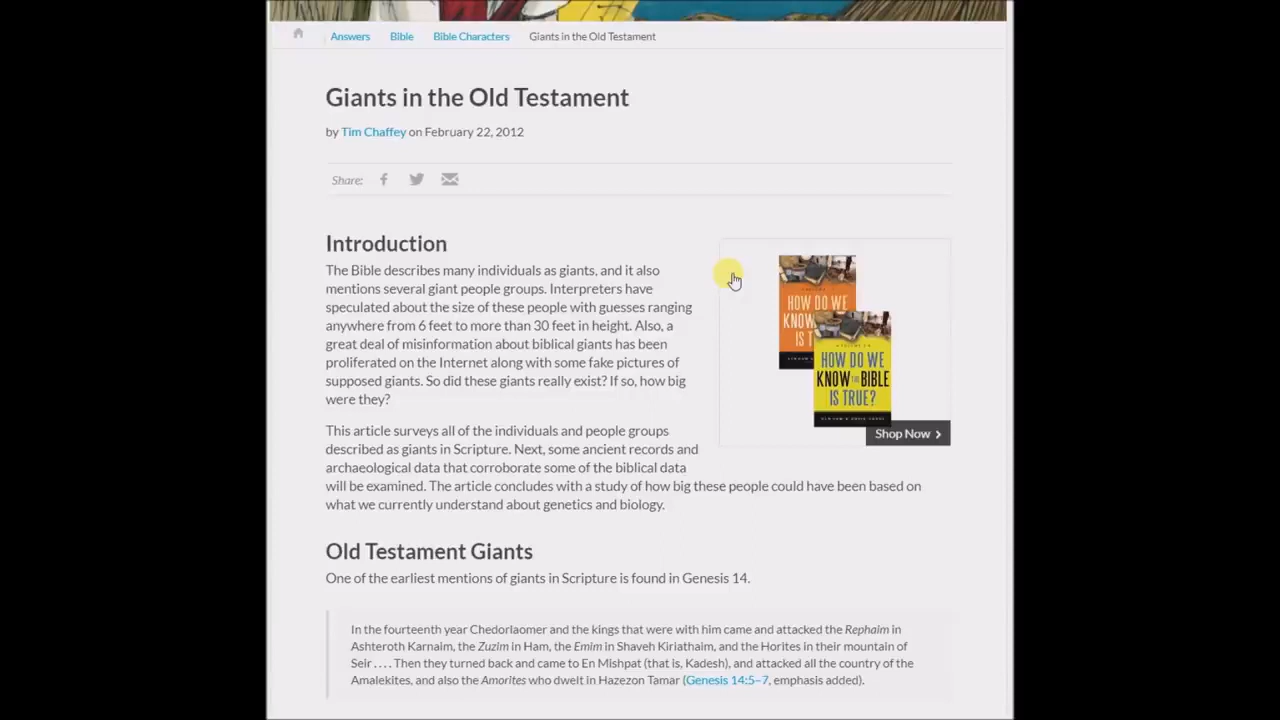 Answers Bible Bible Characters Giants in the Old Testament
Giants in the Old Testament
by Tim Chaffey on February 22, 2012
Share:
Introduction
The Bible describes many individuals as giants, and it also
mentions several giant people groups. Interpreters have
speculated about the size of these people with guesses ranging
anywhere from 6 feet to more than 30 feet in height. Also, a
great deal of misinformation about biblical giants has been
proliferated on the Internet along with some fake pictures of
supposed giants. So did these giants really exist? If so, how big
were they?
This article surveys all of the individuals and people groups
described as giants in Scripture. Next, some ancient records and
archaeological data that corroborate some of the biblical data
will be examined. The article concludes with a study of how big these people could have been based on
what we currently understand about genetics and biology.
HOW DO WE
KNOW
IS T
HOW DO WE
KNOW THE BIBLE
IS TRUE?
Shop Now
Old Testament Giants
One of the earliest mentions of giants in Scripture is found in Genesis 14.
In the fourteenth year Chedorlaomer and the kings that were with him came and attacked the Rephaim in
Ashteroth Karnaim, the Zuzim in Ham, the Emim in Shaveh Kiriathaim, and the Horites in their mountain of
Seir . . . . Then they turned back and came to En Mishpat (that is, Kadesh), and attacked all the country of the
Amalekites, and also the Amorites who dwelt in Hazezon Tamar (Genesis 14:5–7, emphasis added).